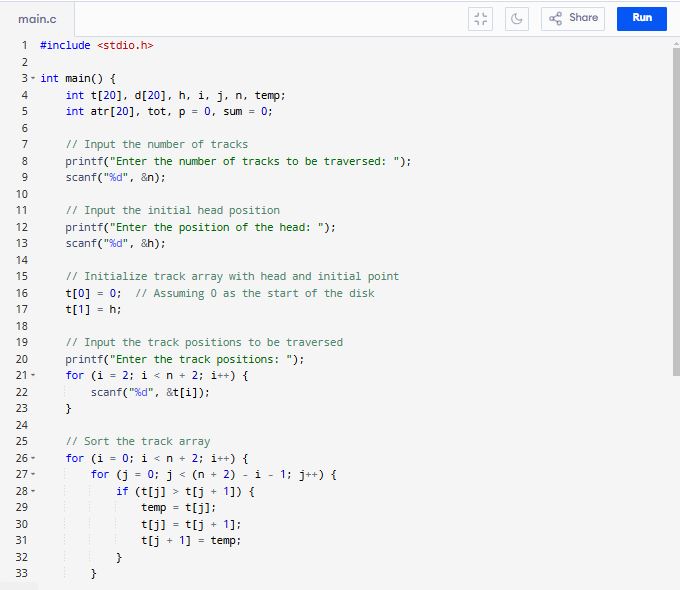 main.c
Share
Run
1 #include <stdio.h>
2
3 int main() {
4     int t[20], d[20], h, i, j, n, temp;
5     int atr[20], tot, p = 0, sum = 0;
6
7     // Input the number of tracks
8     printf("Enter the number of tracks to be traversed: ");
9     scanf("%d", &n);
10
11     // Input the initial head position
12     printf("Enter the position of the head: ");
13     scanf("%d", &h);
14
15     // Initialize track array with head and initial point
16     t[0] = 0;  // Assuming 0 as the start of the disk
17     t[1] = h;
18
19     // Input the track positions to be traversed
20     printf("Enter the track positions: ");
21     for (i = 2; i < n + 2; i++) {
22         scanf("%d", &t[i]);
23     }
24
25     // Sort the track array
26     for (i = 0; i < n + 2; i++) {
27         for (j = 0; j < (n + 2) - i - 1; j++) {
28             if (t[j] > t[j + 1]) {
29                 temp = t[j];
30                 t[j] = t[j + 1];
31                 t[j + 1] = temp;
32             }
33         }